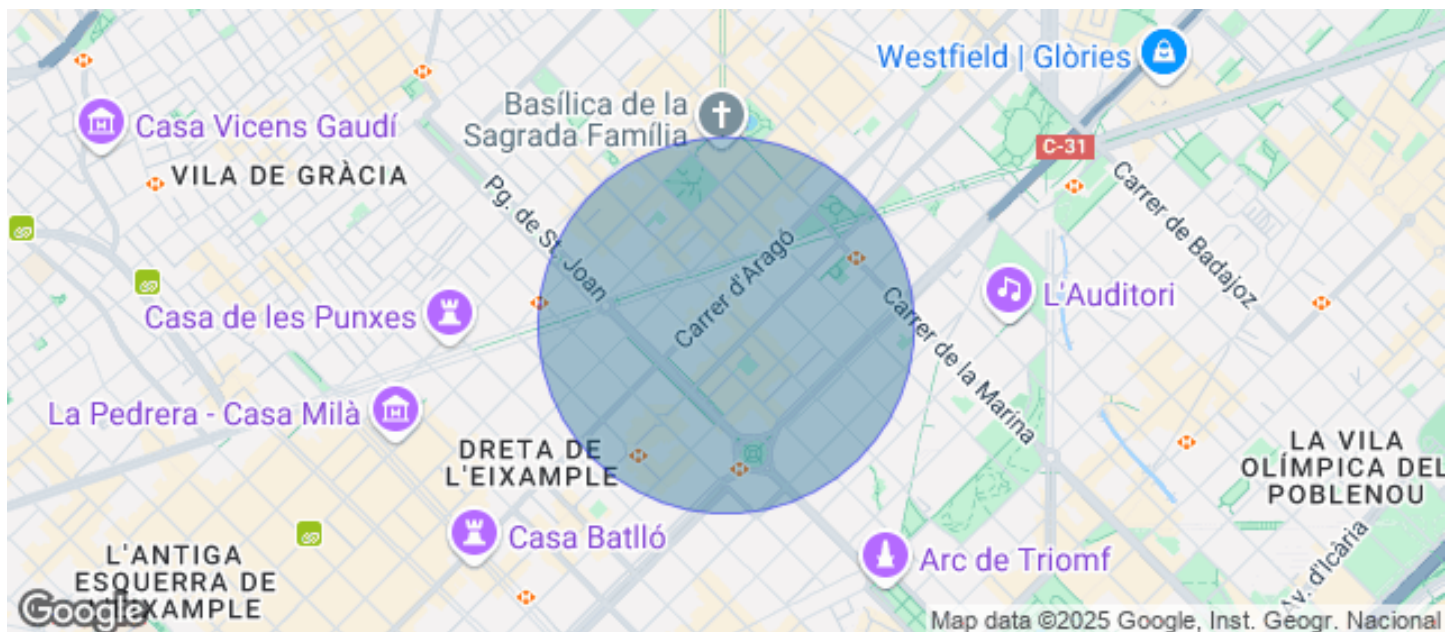 Westfield | Glòries
Basílica de la
Sagrada Família
Casa Vicens Gaudí
C-31
VILA DE GRÀCIA
Pg. de St. Joan
Carrer de Badajoz
Carrer d'Aragó
L'Auditori
Casa de les Punxes
Carrer de la Marina
La Pedrera - Casa Milà
DRETA DE
L'EIXAMPLE
LA VILA
OLÍMPICA DEL
POBLENOU
Casa Batlló
Arc de Triomf
Av. d'Icària
L'ANTIGA
ESQUERRA DE
L'EIXAMPLE
Google
Map data ©2025 Google, Inst. Geogr. Nacional